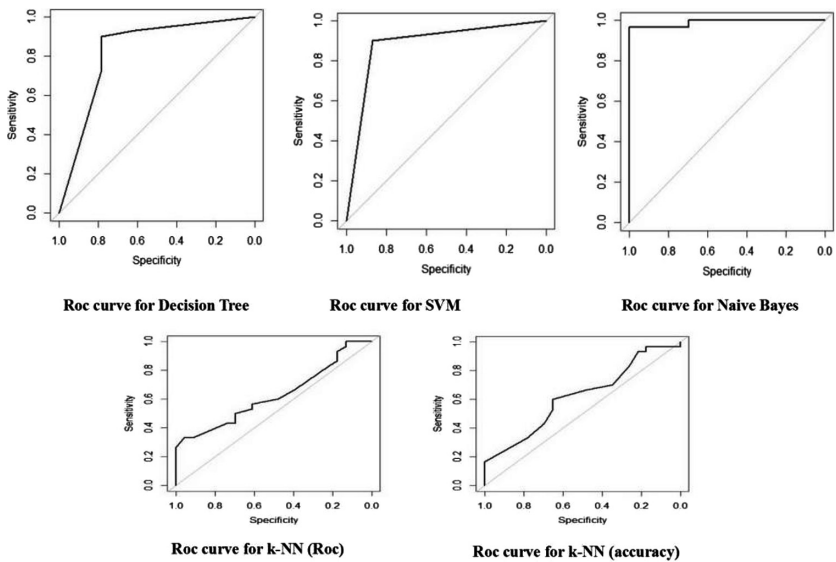 Sensitivity
0.0 0.2 0.4 0.6 0.8 1.0
1.0 0.8 0.6 0.4 0.2 0.0
Specificity
Roc curve for Decision Tree
Sensitivity
0.0 0.2 0.4 0.6 0.8 1.0
1.0 0.8 0.6 0.4 0.2 0.0
Specificity
Roc curve for SVM
Sensitivity
0.0 0.2 0.4 0.6 0.8 1.0
1.0 0.8 0.6 0.4 0.2 0.0
Specificity
Roc curve for Naive Bayes
Sensitivity
0.0 0.2 0.4 0.6 0.8 1.0
1.0 0.8 0.6 0.4 0.2 0.0
Specificity
Roc curve for k-NN (Roc)
Sensitivity
0.0 0.2 0.4 0.6 0.8 1.0
1.0 0.8 0.6 0.4 0.2 0.0
Specificity
Roc curve for k-NN (accuracy)